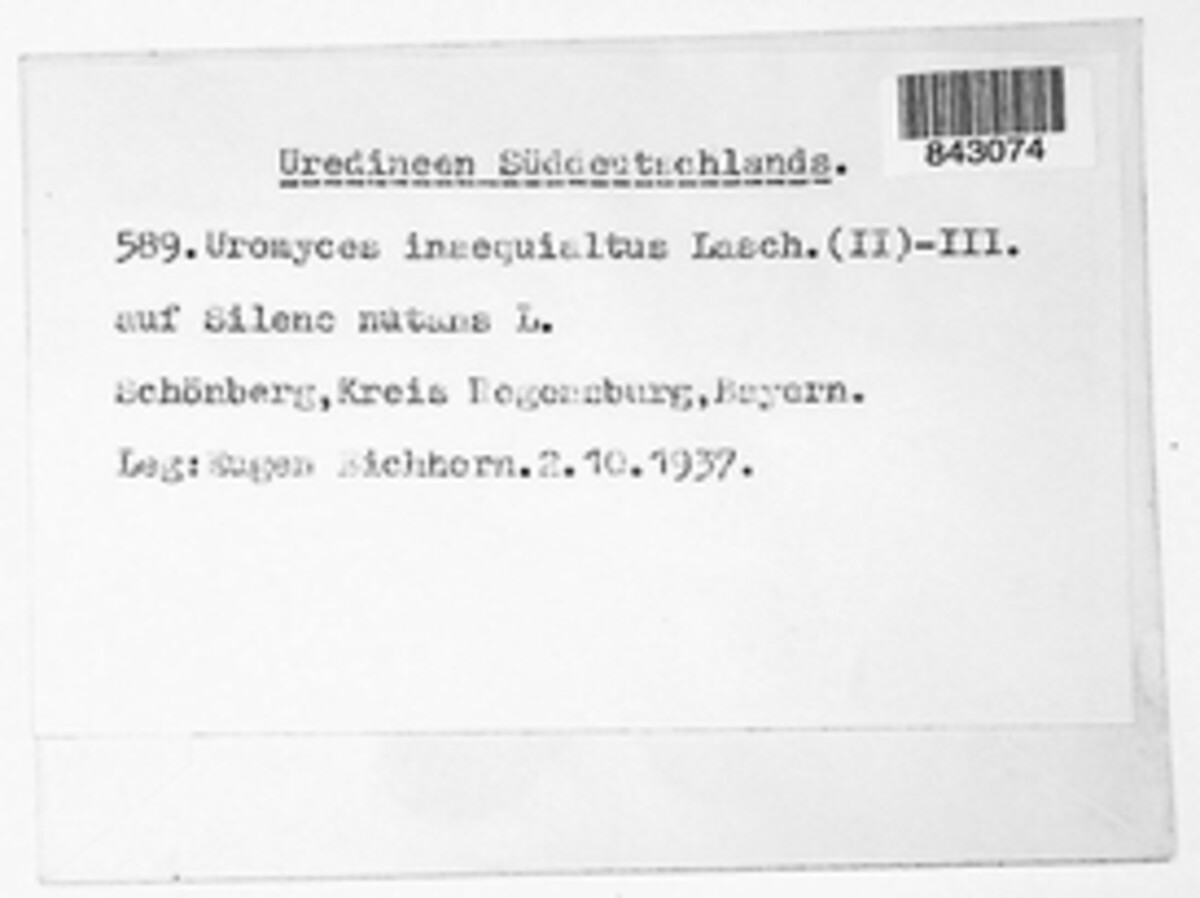 843074
Uredineen Süddeutschlands.
589.Uromyces inaequialtus Lasch.(II)-III.
auf Silene nutans L.
Schönberg,Kreis Regensburg,Bayern.
Leg:Eugen Eichhorn.2.10.1937.